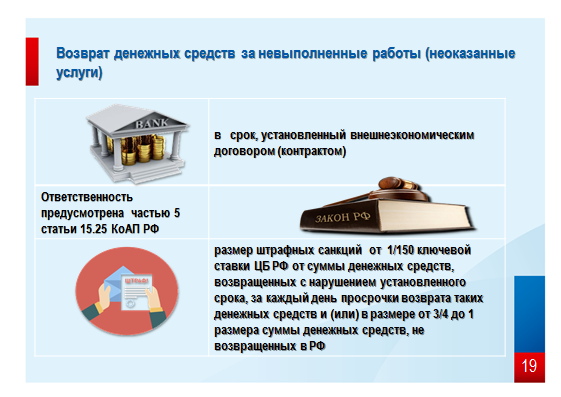 Возврат денежных средств за невыполненные работы (неоказанные
услуги)
BANK
в срок, установленный внешнеэкономическим
договором (контрактом)
Ответственность
предусмотрена частью 5
статьи 15.25 КоАП РФ
ЗАКОН РФ
ШТРАФ
размер штрафных санкций от 1/150 ключевой
ставки ЦБ РФ от суммы денежных средств,
возвращенных с нарушением установленного
срока, за каждый день просрочки возврата таких
денежных средств и (или) в размере от 3/4 до 1
размера суммы денежных средств, не
возвращенных в РФ
19